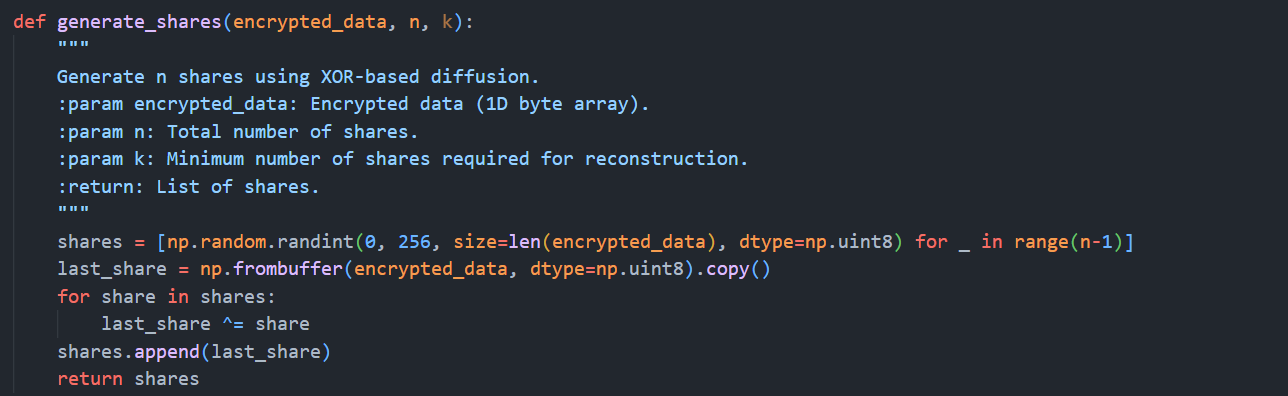 def generate_shares(encrypted_data, n, k):
    """
    Generate n shares using XOR-based diffusion.
    :param encrypted_data: Encrypted data (1D byte array).
    :param n: Total number of shares.
    :param k: Minimum number of shares required for reconstruction.
    :return: List of shares.
    """
    shares = [np.random.randint(0, 256, size=len(encrypted_data), dtype=np.uint8) for _ in range(n-1)]
    last_share = np.frombuffer(encrypted_data, dtype=np.uint8).copy()
    for share in shares:
        last_share ^= share
    shares.append(last_share)
    return shares